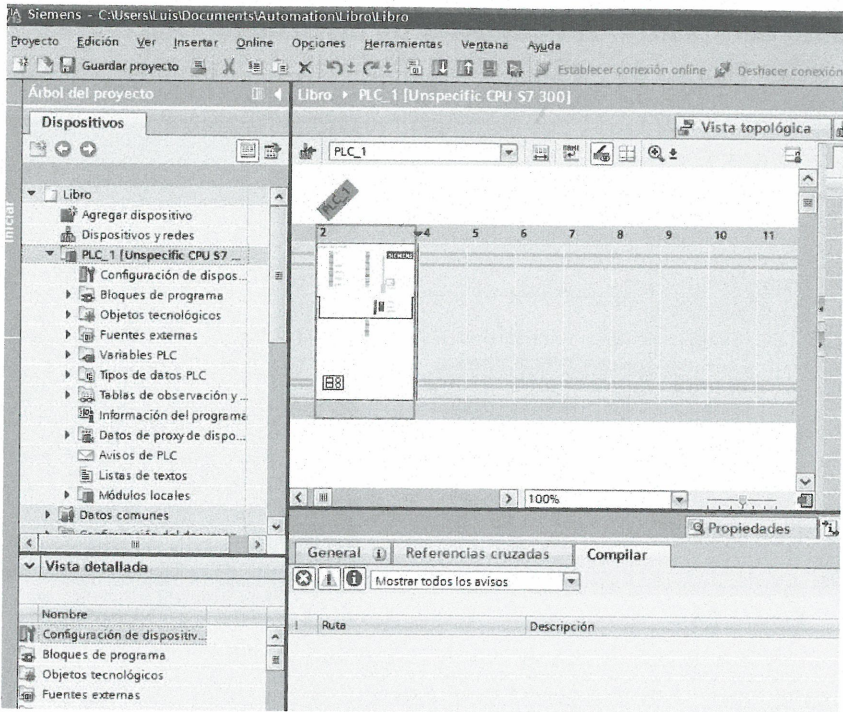 Siemens - C:\Users\Luis\Documents\Automation\Libro\Libro
Proyecto Edición Ver Insertar Online Opciones Herramientas Ventana Ayuda
Guardar proyecto Establecer conexión online Deshacer conexión
Árbol del proyecto
Libro ▸ PLC_1 [Unspecific CPU S7 300]
Dispositivos
Vista topológica
PLC_1
Iniciar
Libro
Agregar dispositivo
Dispositivos y redes
PLC_1 [Unspecific CPU S7 ...
Configuración de dispos...
Bloques de programa
Objetos tecnológicos
Fuentes externas
Variables PLC
Tipos de datos PLC
Tablas de observación y ...
Información del programa
Datos de proxy de dispo...
Avisos de PLC
Listas de textos
Módulos locales
Datos comunes
PLC_1
2 4 5 6 7 8 9 10 11
100%
Propiedades
General Referencias cruzadas Compilar
Mostrar todos los avisos
! Ruta Descripción
Vista detallada
Nombre
Configuración de dispositiv...
Bloques de programa
Objetos tecnológicos
Fuentes externas